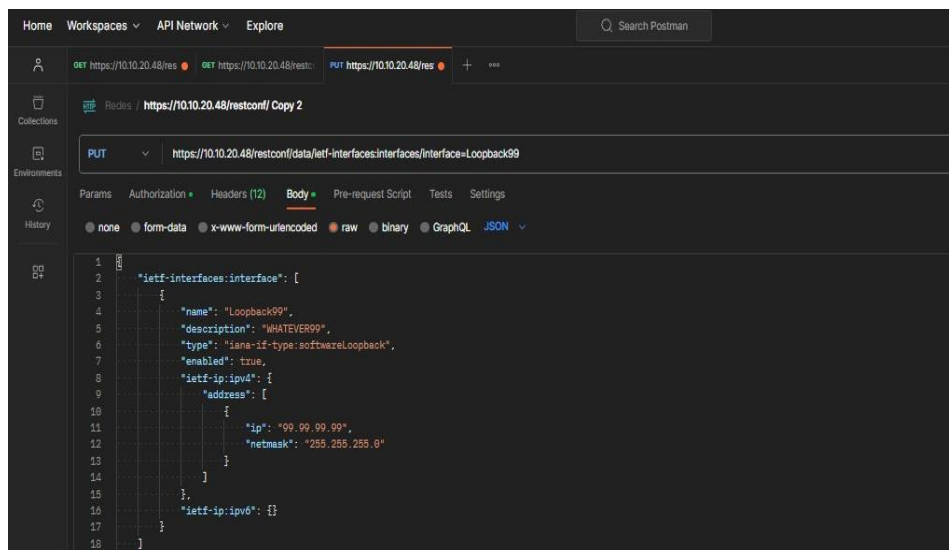 Home Workspaces API Network Explore Search Postman
GET https://10.10.20.48/res GET https://10.10.20.48/restc PUT https://10.10.20.48/res + ooo
Collections
Environments
History
HTTP Redes / https://10.10.20.48/restconf/ Copy 2
PUT https://10.10.20.48/restconf/data/ietf-interfaces:interfaces/interface=Loopback99
Params Authorization Headers (12) Body Pre-request Script Tests Settings
none form-data x-www-form-urlencoded raw binary GraphQL JSON
1 {
2 "ietf-interfaces:interface": [
3 {
4 "name": "Loopback99",
5 "description": "WHATEVER99",
6 "type": "iana-if-type:softwareLoopback",
7 "enabled": true,
8 "ietf-ip:ipv4": {
9 "address": [
10 {
11 "ip": "99.99.99.99",
12 "netmask": "255.255.255.0"
13 }
14 ]
15 },
16 "ietf-ip:ipv6": {}
17 }
18 ]